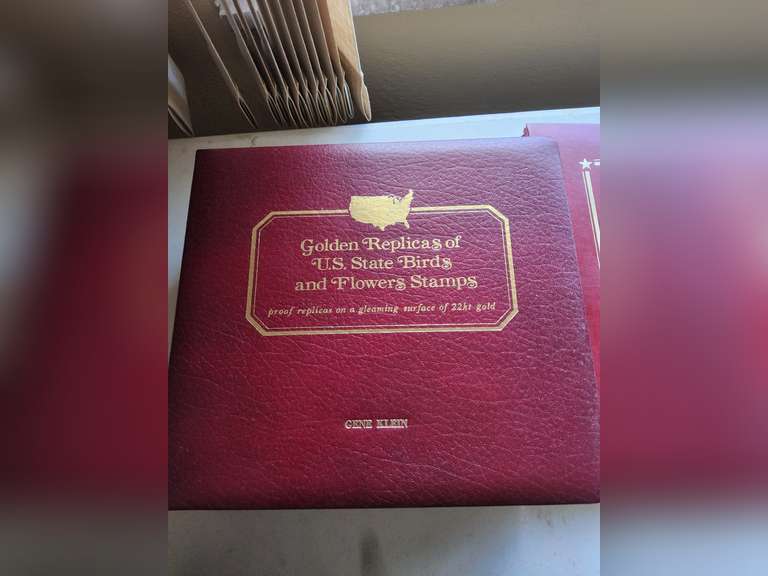 Golden Replicas of
U.S. State Birds
and Flowers Stamps
proof replicas on a gleaming surface of 22kt gold
GENE KLEIN